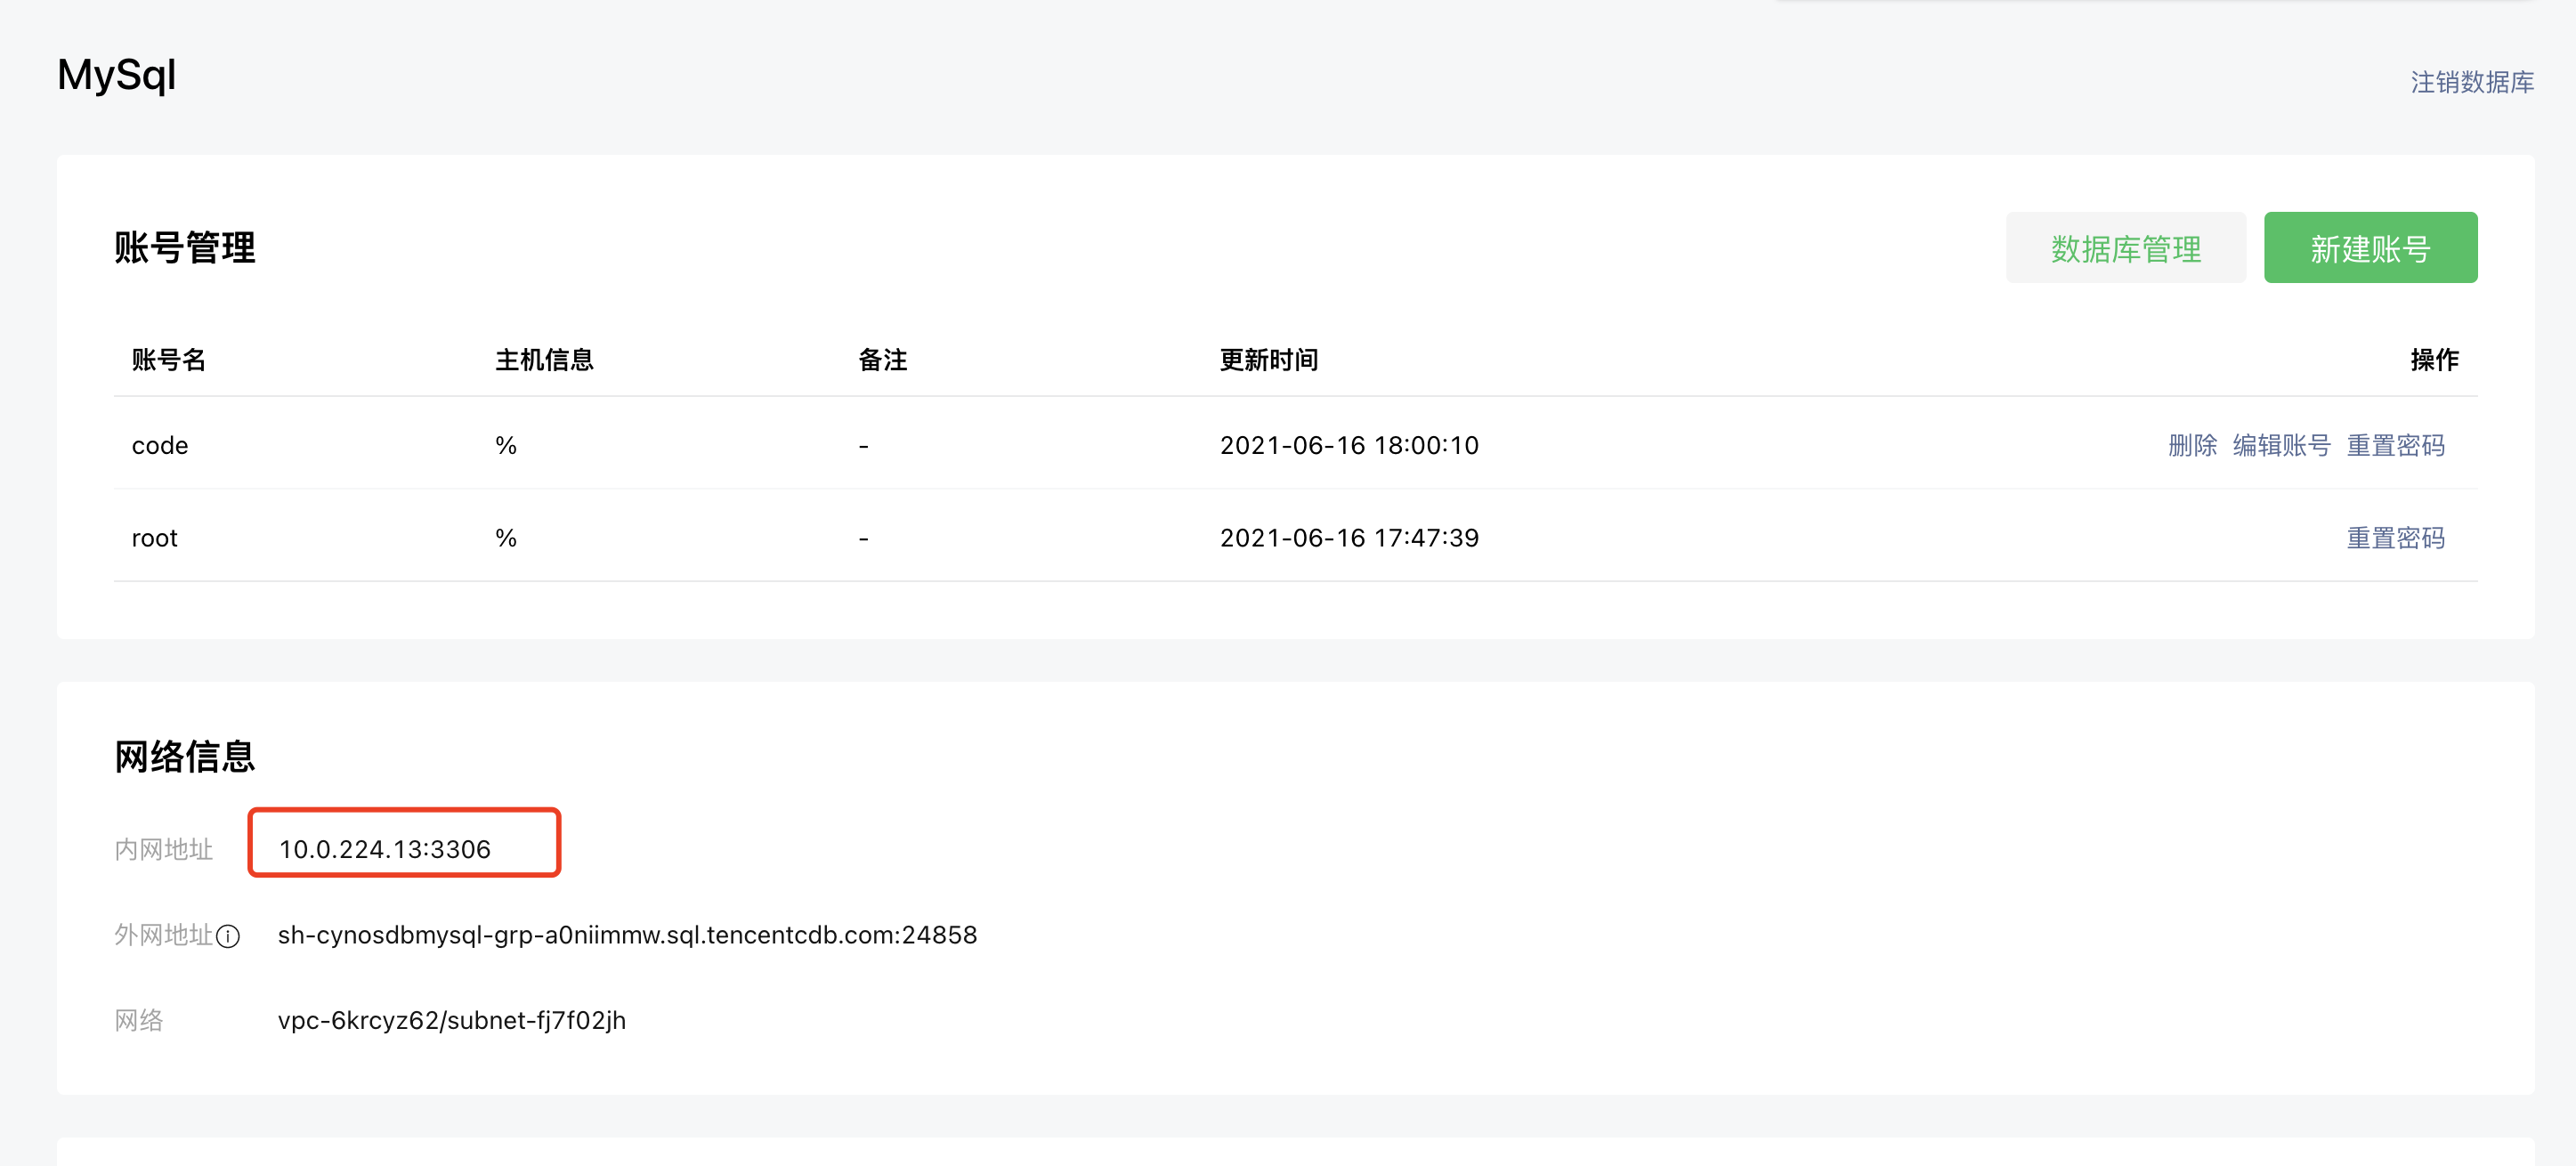 MySql
注销数据库
账号管理
数据库管理 新建账号
账号名 主机信息 备注 更新时间 操作
code % - 2021-06-16 18:00:10 删除 编辑账号 重置密码
root % - 2021-06-16 17:47:39 重置密码
网络信息
内网地址 10.0.224.13:3306
外网地址 sh-cynosdbmysql-grp-a0niimmw.sql.tencentcdb.com:24858
网络 vpc-6krcyz62/subnet-fj7f02jh